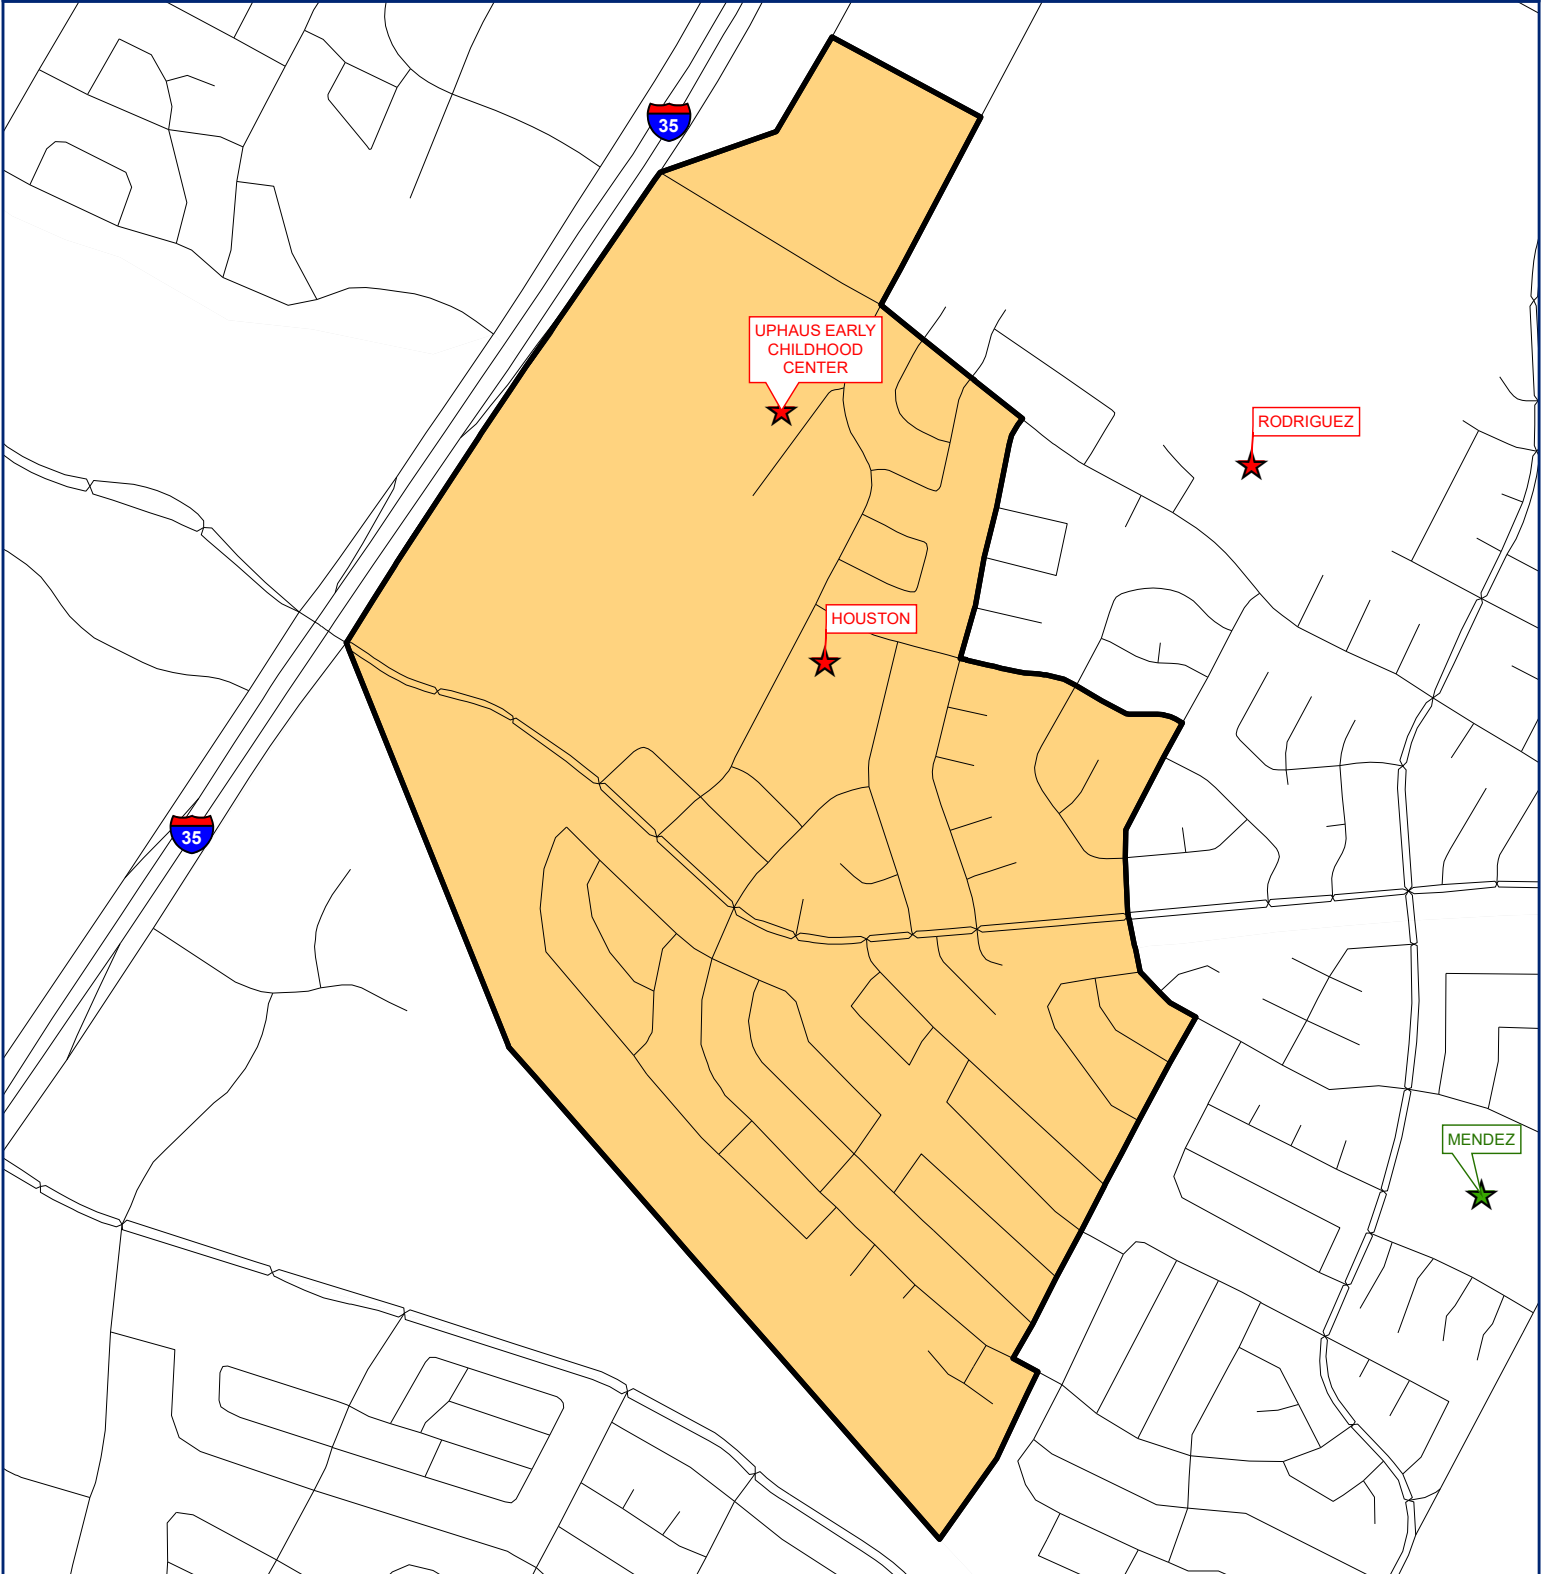 35
UPHAUS EARLY
CHILDHOOD
CENTER
RODRIGUEZ
HOUSTON
35
MENDEZ